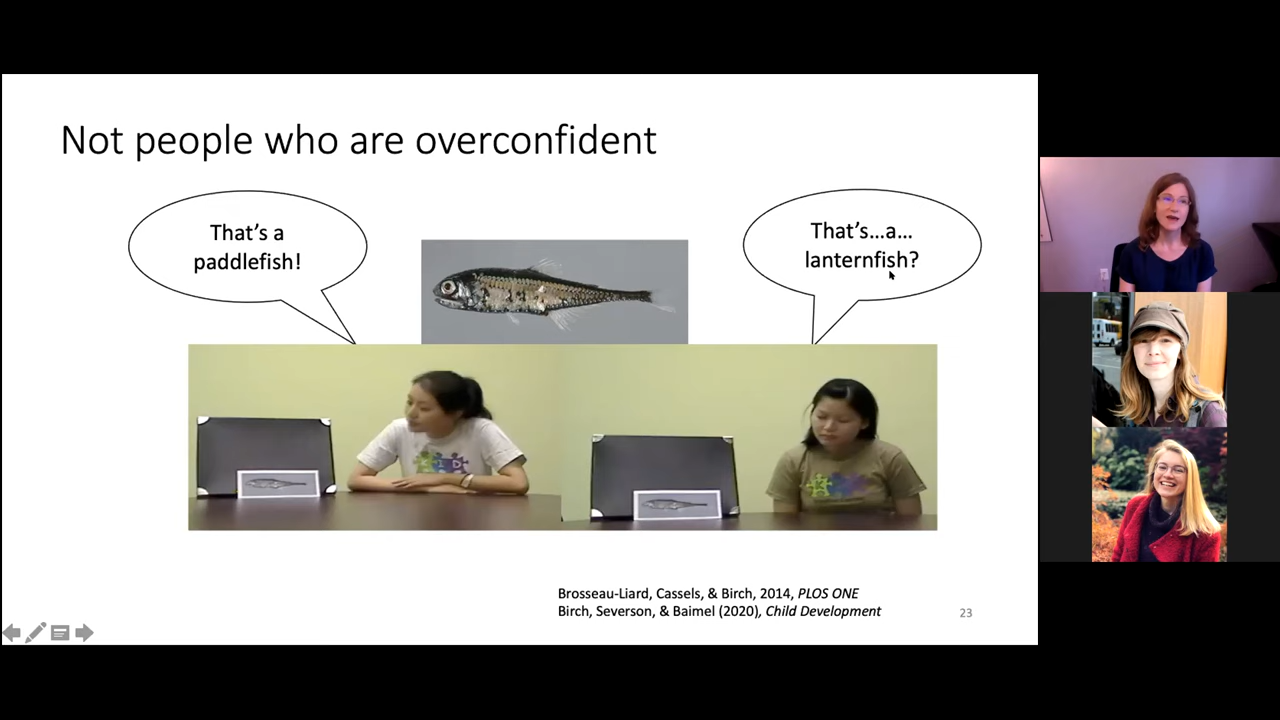 Not people who are overconfident
That's a
paddlefish!
That's...a...
lanternfish?
Brosseau-Liard, Cassels, & Birch, 2014, PLOS ONE
Birch, Severson, & Baimel (2020), Child Development
23